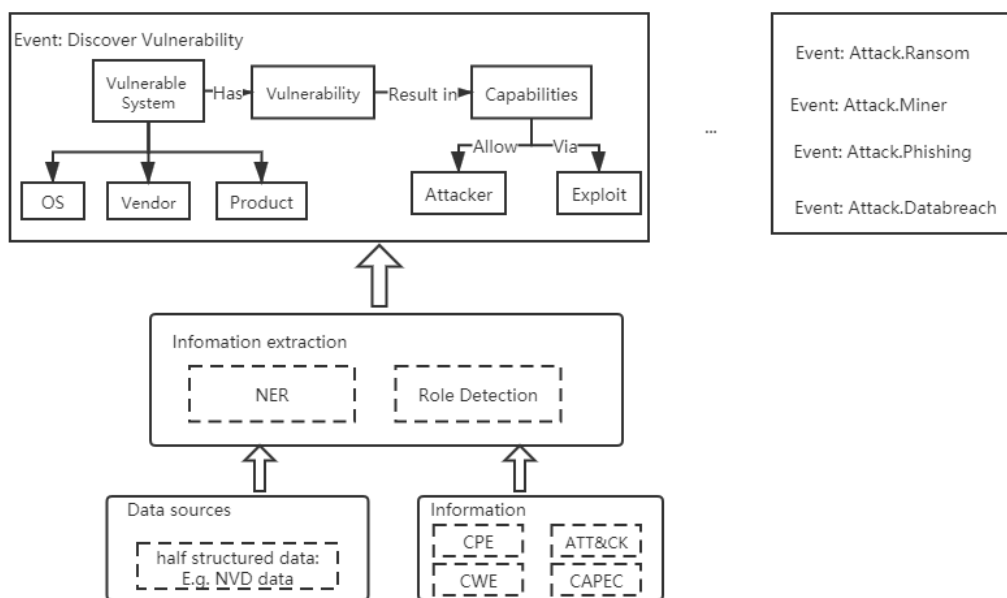 Event: Discover Vulnerability
Vulnerable
System
Has
Vulnerability
Result in
Capabilities
Allow
Via
OS
Vendor
Product
Attacker
Exploit
...
Event: Attack.Ransom
Event: Attack.Miner
Event: Attack.Phishing
Event: Attack.Databreach
Infomation extraction
NER
Role Detection
Data sources
half structured data:
E.g. NVD data
Information
CPE
ATT&CK
CWE
CAPEC